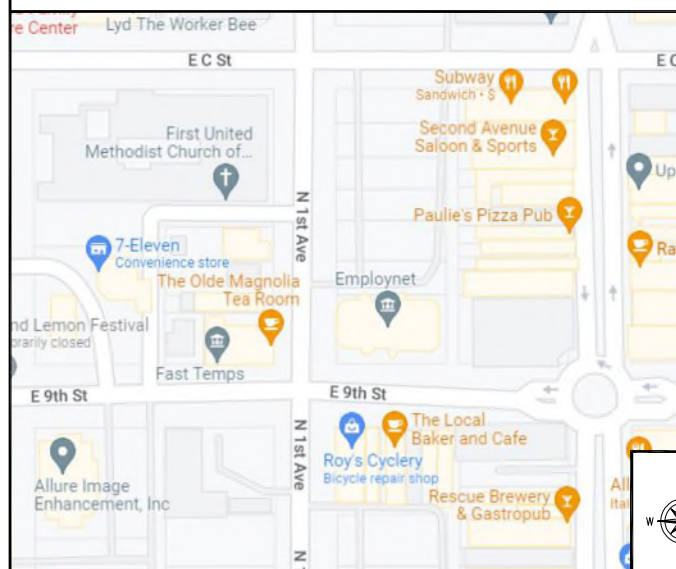 re Center
Lyd The Worker Bee
E C St
E C
Subway
Sandwich • $
Second Avenue
Saloon & Sports
First United
Methodist Church of...
Up
N 1st Ave
Paulie's Pizza Pub
7-Eleven
Convenience store
Ra
The Olde Magnolia
Tea Room
Employnet
nd Lemon Festival
porarily closed
Fast Temps
E 9th St
E 9th St
N 1st Ave
The Local
Baker and Cafe
Roy's Cyclery
Bicycle repair shop
Allure Image
Enhancement, Inc
Rescue Brewery
& Gastropub
All
Ital
W
N 1